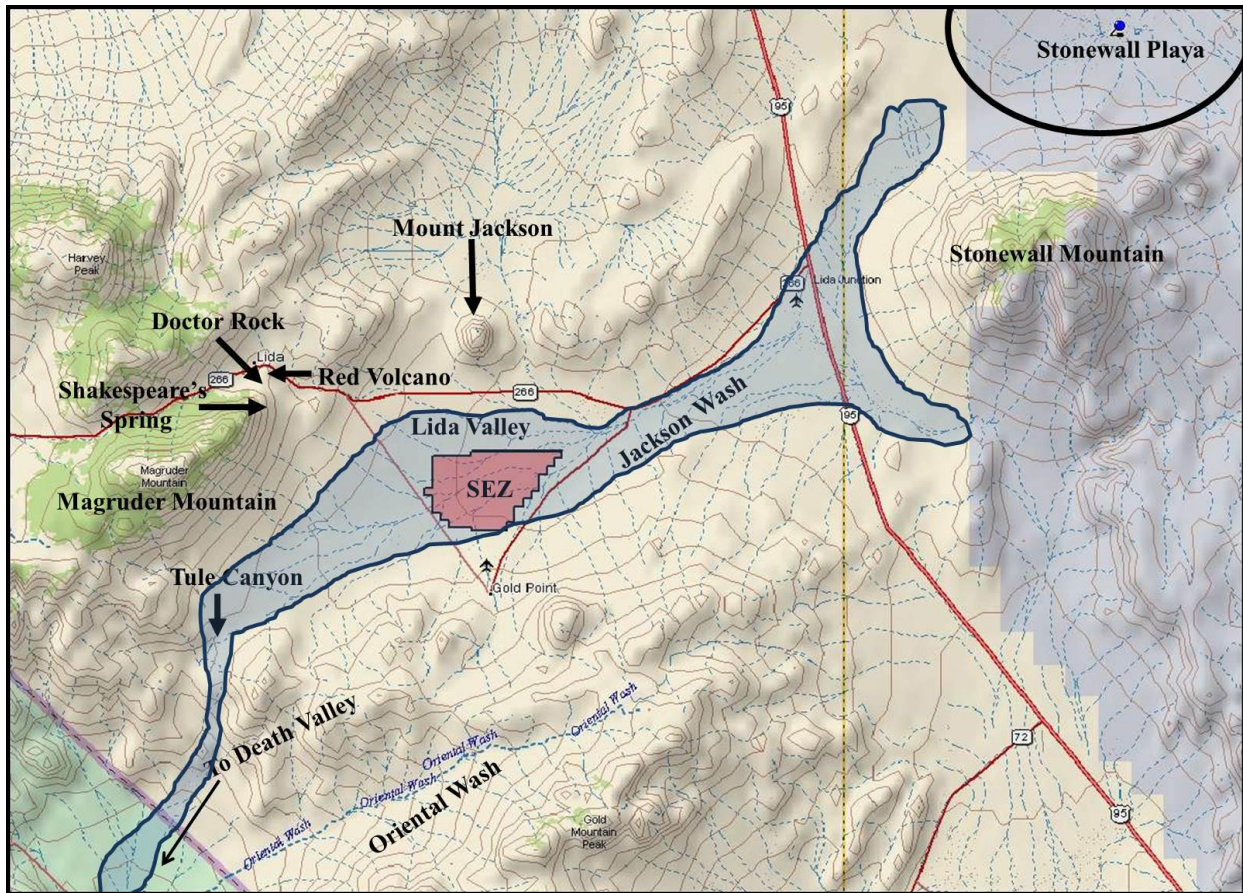 Stonewall Playa
95
Mount Jackson
Stonewall Mountain
Harvey
Peak
266
Lida Junction
Doctor Rock
Lida
266
Red Volcano
266
Shakespeare's
Spring
Lida Valley
Jackson Wash
95
Magruder
Mountain
Magruder Mountain
SEZ
Tule Canyon
Gold Point
To Death Valley
Oriental Wash
Oriental Wash
Oriental Wash
Oriental Wash
Oriental Wash
72
95
Gold
Mountain
Peak